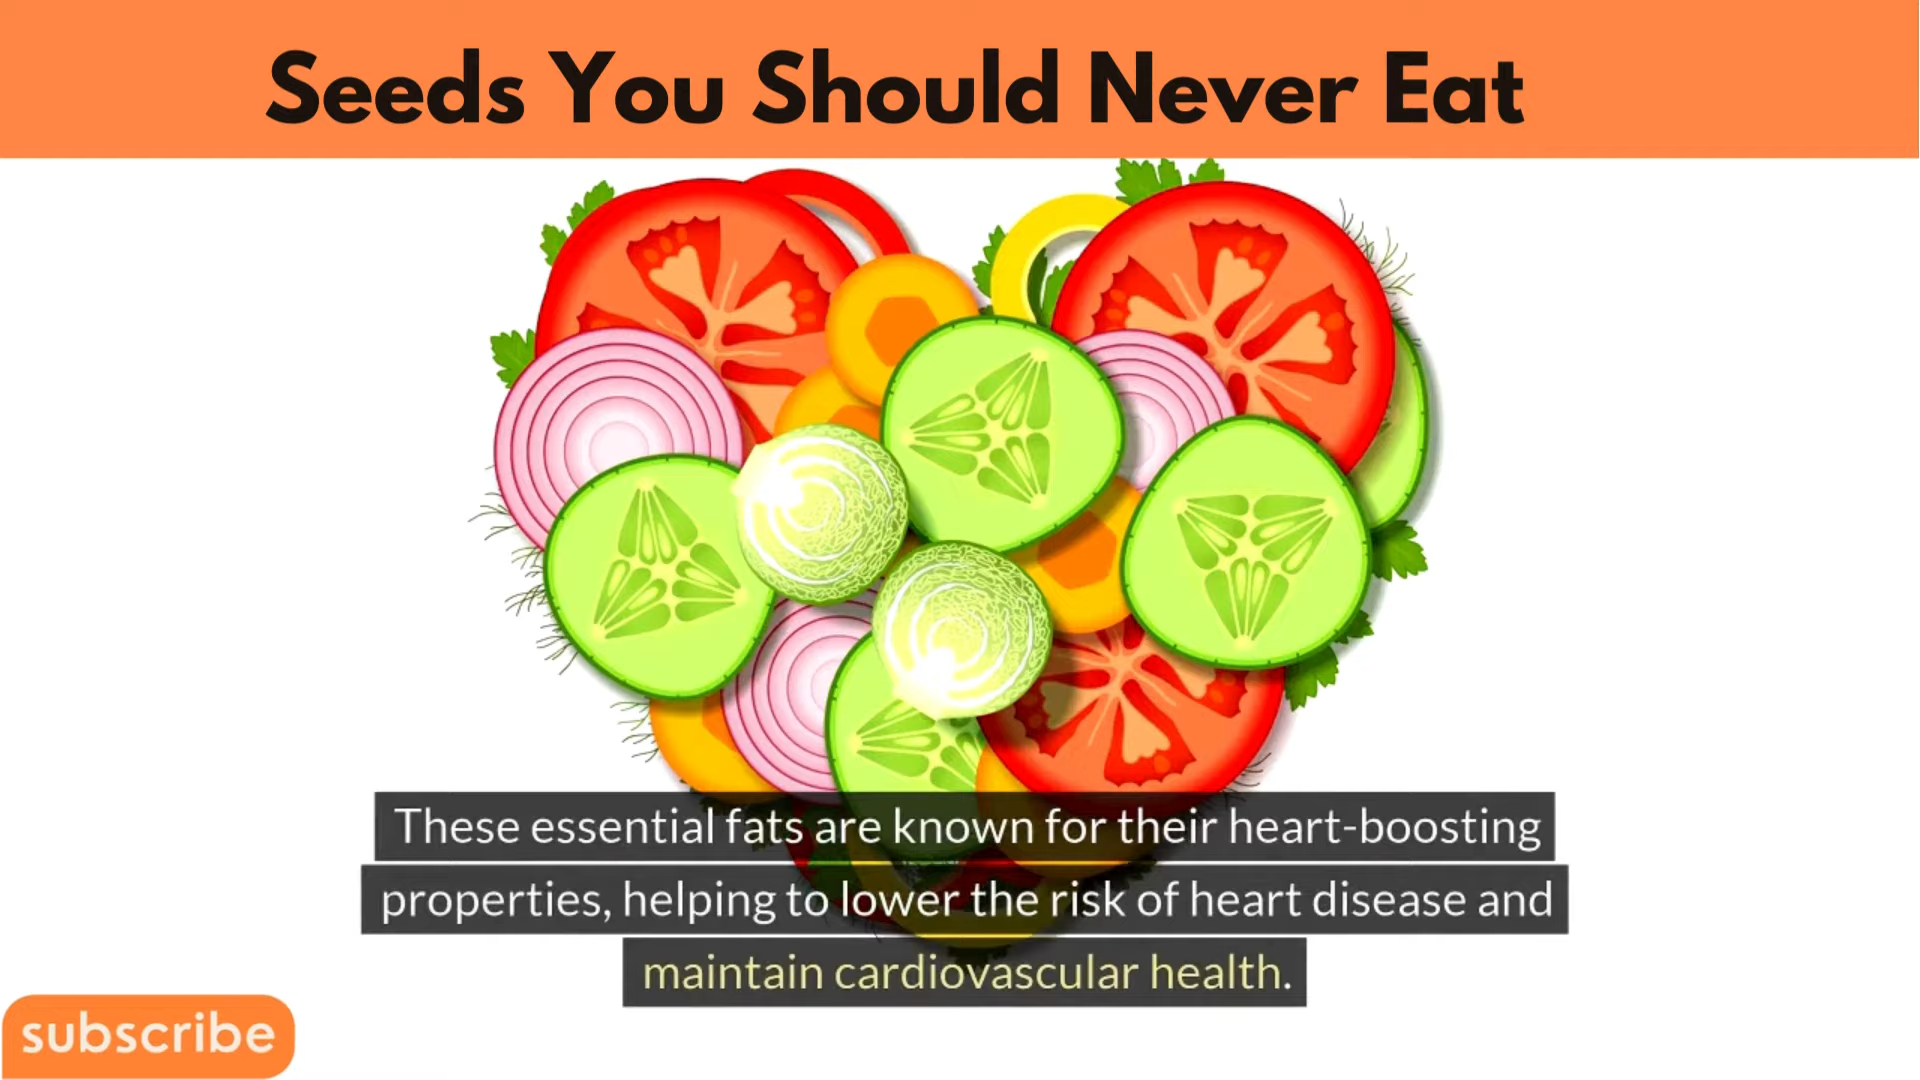 Seeds You Should Never Eat
These essential fats are known for their heart-boosting
properties, helping to lower the risk of heart disease and
maintain cardiovascular health.
subscribe